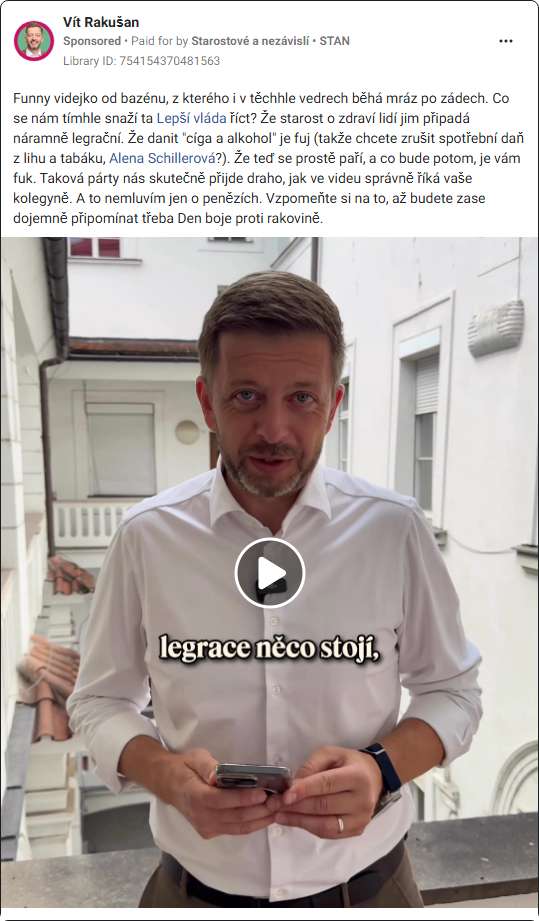 Vít Rakušan
Sponsored • Paid for by Starostové a nezávislí • STAN
Library ID: 754154370481563
Funny videjko od bazénu, z kterého i v těchhle vedrech běhá mráz po zádech. Co
se nám tímhle snaží ta Lepší vláda říct? Že starost o zdraví lidí jim připadá
náramně legrační. Že danit "cíga a alkohol" je fuj (takže chcete zrušit spotřební daň
z lihu a tabáku, Alena Schillerová?). Že teď se prostě paří, a co bude potom, je vám
fuk. Taková párty nás skutečně přijde draho, jak ve videu správně říká vaše
kolegyně. A to nemluvím jen o penězích. Vzpomeňte si na to, až budete zase
dojemně připomínat třeba Den boje proti rakovině.
legrace něco stojí,